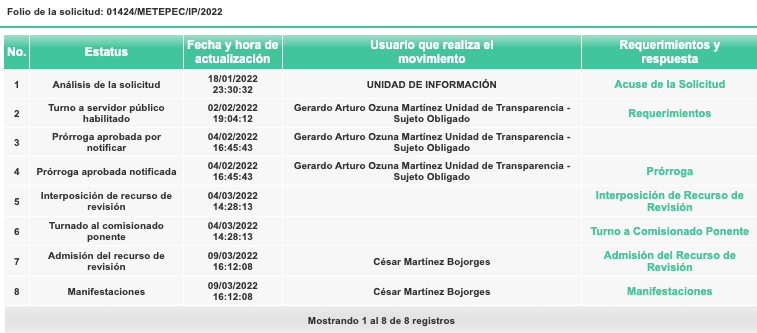 Folio de la solicitud: 01424/METEPEC/IP/2022
No. Estatus Fecha y hora de actualización Usuario que realiza el movimiento Requerimientos y respuesta
1 Análisis de la solicitud 18/01/2022 23:30:32 UNIDAD DE INFORMACIÓN Acuse de la Solicitud
2 Turno a servidor público habilitado 02/02/2022 19:04:12 Gerardo Arturo Ozuna Martínez Unidad de Transparencia - Sujeto Obligado Requerimientos
3 Prórroga aprobada por notificar 04/02/2022 16:45:43 Gerardo Arturo Ozuna Martínez Unidad de Transparencia - Sujeto Obligado
4 Prórroga aprobada notificada 04/02/2022 16:45:43 Gerardo Arturo Ozuna Martínez Unidad de Transparencia - Sujeto Obligado Prórroga
5 Interposición de recurso de revisión 04/03/2022 14:28:13 Interposición de Recurso de Revisión
6 Turnado al comisionado ponente 04/03/2022 14:28:13 Turno a Comisionado Ponente
7 Admisión del recurso de revisión 09/03/2022 16:12:08 César Martínez Bojorges Admisión del Recurso de Revisión
8 Manifestaciones 09/03/2022 16:12:08 César Martínez Bojorges Manifestaciones
Mostrando 1 al 8 de 8 registros